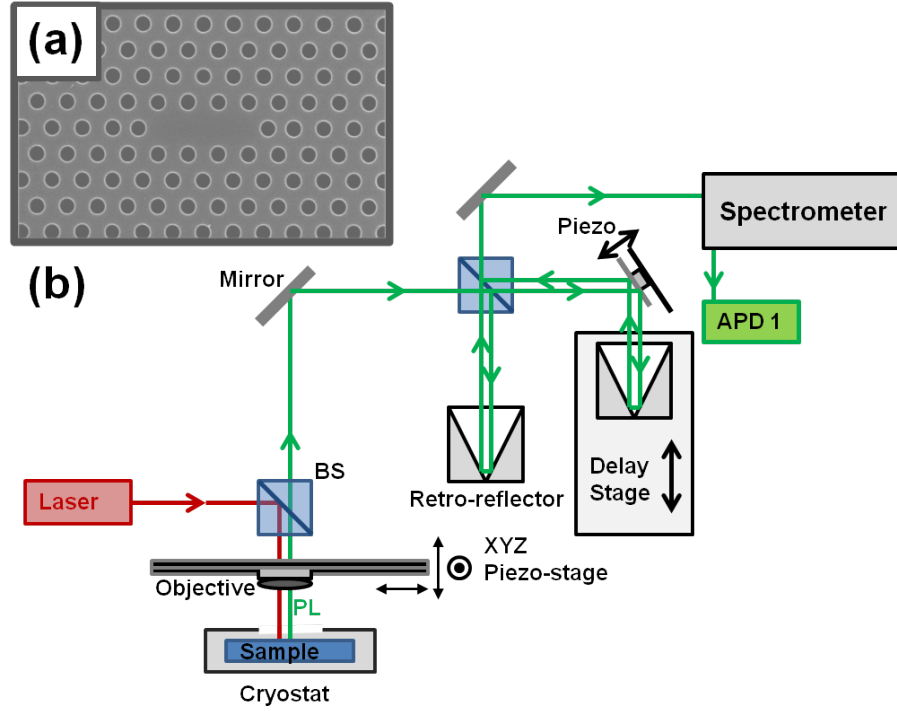 (a)
(b)
Mirror
Piezo
Spectrometer
APD 1
BS
Laser
Retro-reflector
Delay
Stage
Objective
XYZ
Piezo-stage
PL
Sample
Cryostat